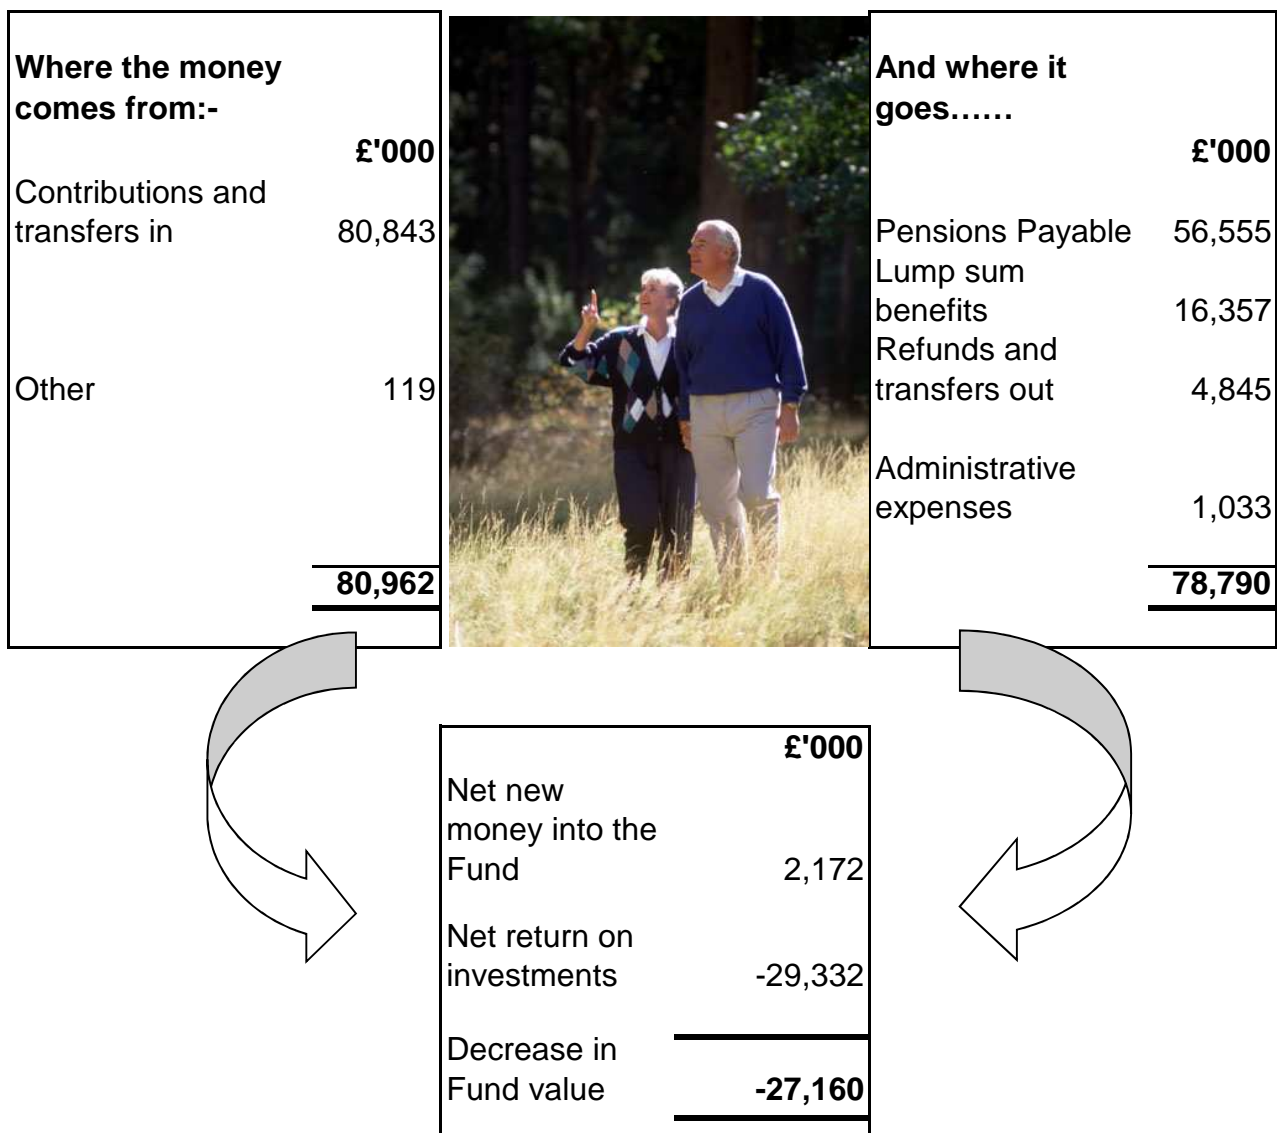 Where the money
comes from:-
£'000
Contributions and
transfers in 80,843
Other 119
80,962
And where it
goes……
£'000
Pensions Payable 56,555
Lump sum
benefits 16,357
Refunds and
transfers out 4,845
Administrative
expenses 1,033
78,790
£'000
Net new
money into the
Fund 2,172
Net return on
investments -29,332
Decrease in
Fund value -27,160